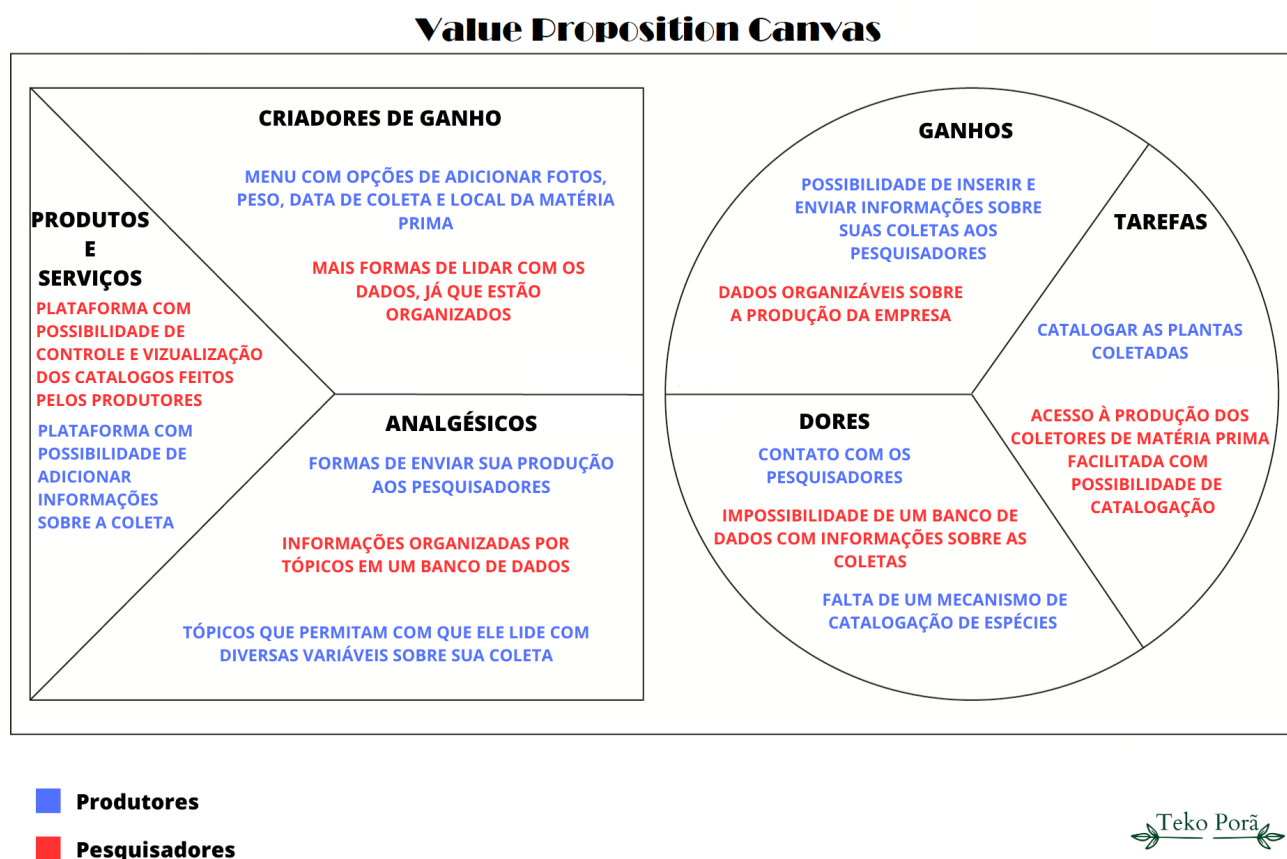 Value Proposition Canvas
CRIADORES DE GANHO
MENU COM OPÇÕES DE ADICIONAR FOTOS,
PESO, DATA DE COLETA E LOCAL DA MATÉRIA
PRIMA
MAIS FORMAS DE LIDAR COM OS
DADOS, JÁ QUE ESTÃO
ORGANIZADOS
PRODUTOS
E
SERVIÇOS
PLATAFORMA COM
POSSIBILIDADE DE
CONTROLE E VIZUALIZAÇÃO
DOS CATALOGOS FEITOS
PELOS PRODUTORES
PLATAFORMA COM
POSSIBILIDADE DE
ADICIONAR
INFORMAÇÕES
SOBRE A COLETA
ANALGÉSICOS
FORMAS DE ENVIAR SUA PRODUÇÃO
AOS PESQUISADORES
INFORMAÇÕES ORGANIZADAS POR
TÓPICOS EM UM BANCO DE DADOS
TÓPICOS QUE PERMITAM COM QUE ELE LIDE COM
DIVERSAS VARIÁVEIS SOBRE SUA COLETA
GANHOS
POSSIBILIDADE DE INSERIR E
ENVIAR INFORMAÇÕES SOBRE
SUAS COLETAS AOS
PESQUISADORES
DADOS ORGANIZÁVEIS SOBRE
A PRODUÇÃO DA EMPRESA
TAREFAS
CATALOGAR AS PLANTAS
COLETADAS
ACESSO À PRODUÇÃO DOS
COLETORES DE MATÉRIA PRIMA
FACILITADA COM
POSSIBILIDADE DE
CATALOGAÇÃO
DORES
CONTATO COM OS
PESQUISADORES
IMPOSSIBILIDADE DE UM BANCO DE
DADOS COM INFORMAÇÕES SOBRE AS
COLETAS
FALTA DE UM MECANISMO DE
CATALOGAÇÃO DE ESPÉCIES
Produtores
Pesquisadores
Teko Porã